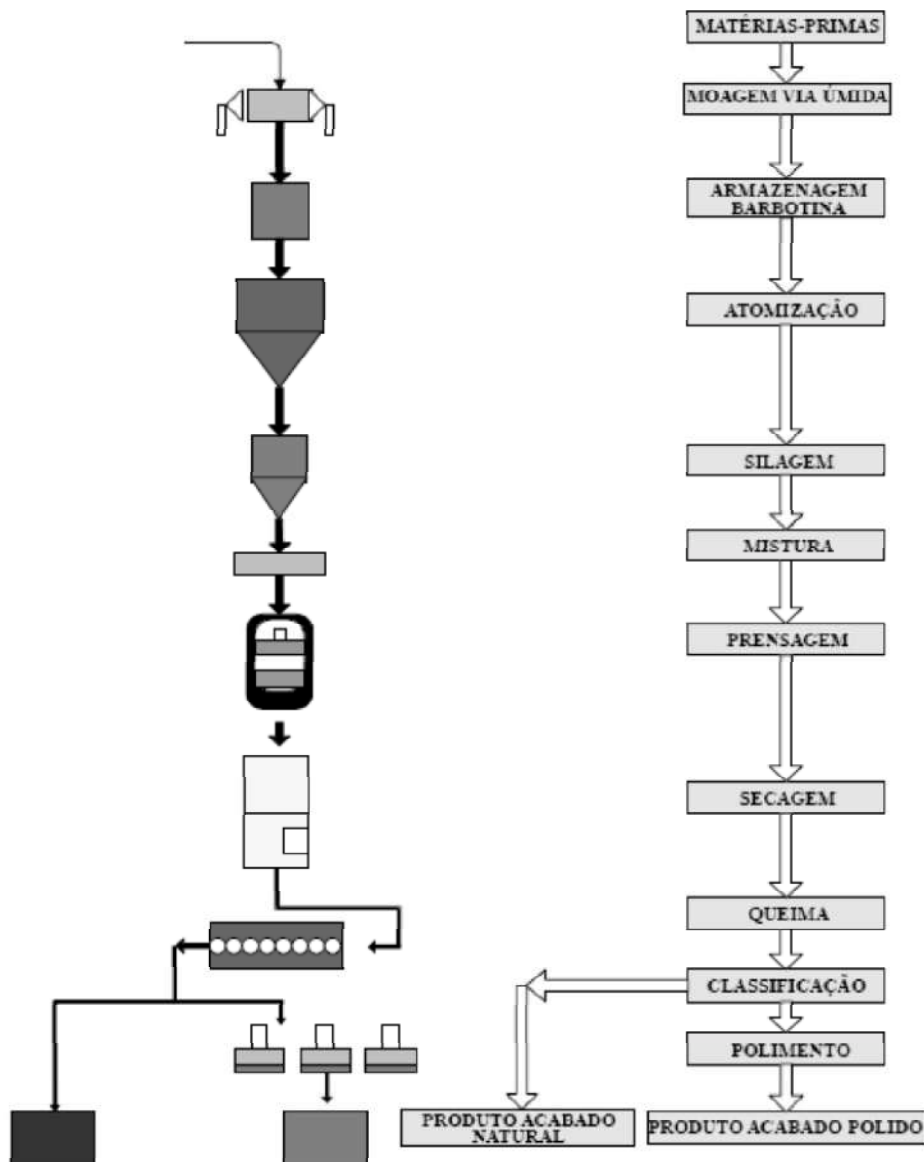 MATÉRIAS-PRIMAS
MOAGEM VIA ÚMIDA
ARMAZENAGEM
BARBOTINA
ATOMIZAÇÃO
SILAGEM
MISTURA
PRENSAGEM
SECAGEM
QUEIMA
CLASSIFICAÇÃO
POLIMENTO
PRODUTO ACABADO
NATURAL
PRODUTO ACABADO POLIDO